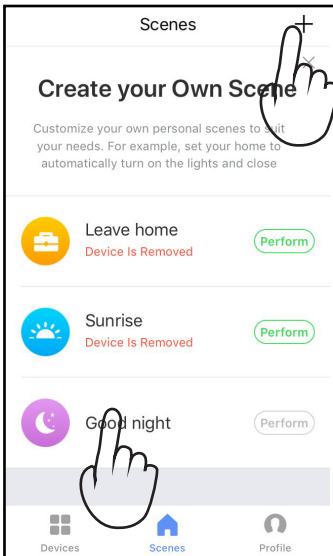 Scenes
Create your Own Scene
Customize your own personal scenes to suit
your needs. For example, set your home to
automatically turn on the lights and close
Leave home
Device Is Removed
Perform
Sunrise
Device Is Removed
Perform
Good night
Perform
Devices
Scenes
Profile